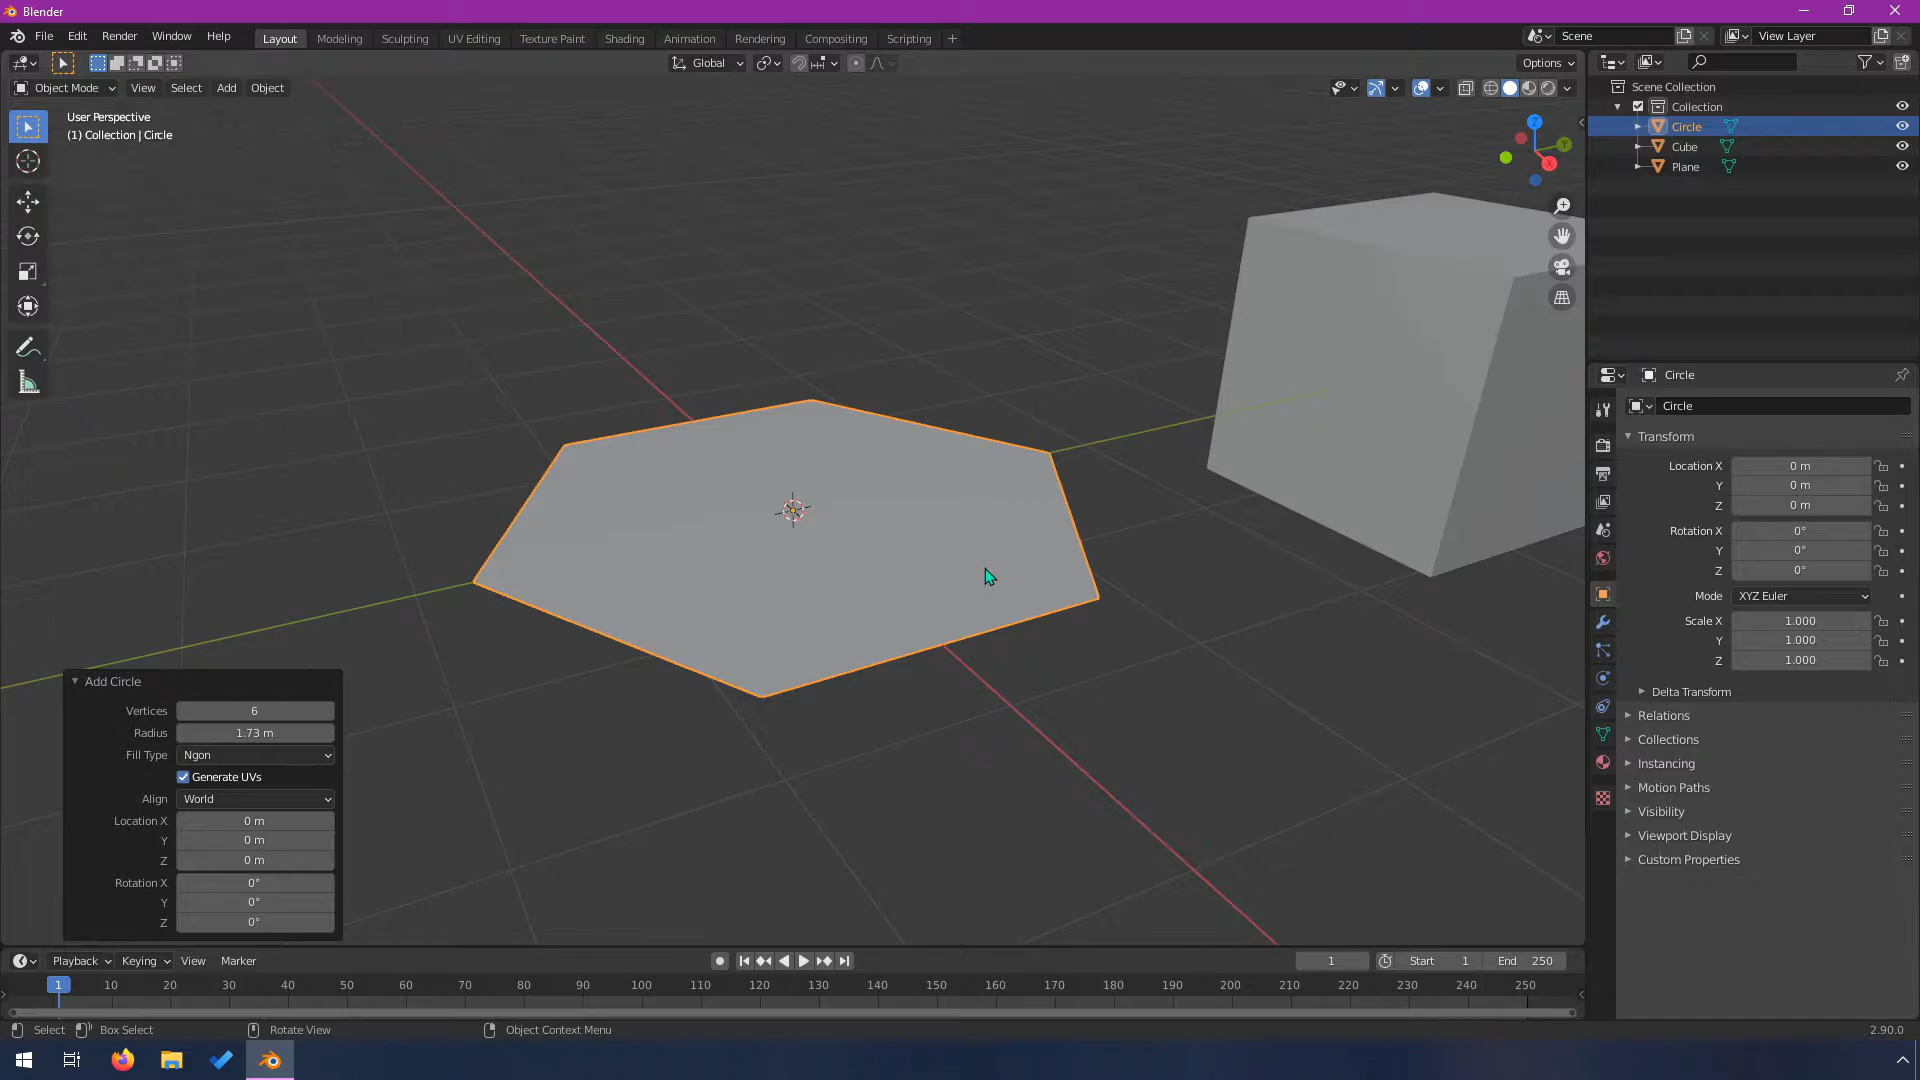 Blender
File Edit Render Window Help
Layout Modeling Sculpting UV Editing Texture Paint Shading Animation Rendering Compositing Scripting +
Scene
View Layer
Global
Options
Object Mode View Select Add Object
User Perspective
(1) Collection | Circle
Z
Y
X
Scene Collection
Collection
Circle
Cube
Plane
Circle
Circle
Transform
Location X 0 m
Y 0 m
Z 0 m
Rotation X 0°
Y 0°
Z 0°
Mode XYZ Euler
Scale X 1.000
Y 1.000
Z 1.000
Delta Transform
Relations
Collections
Instancing
Motion Paths
Visibility
Viewport Display
Custom Properties
Add Circle
Vertices 6
Radius 1.73 m
Fill Type Ngon
Generate UVs
Align World
Location X 0 m
Y 0 m
Z 0 m
Rotation X 0°
Y 0°
Z 0°
Playback Keying View Marker
1 Start 1 End 250
1 10 20 30 40 50 60 70 80 90 100 110 120 130 140 150 160 170 180 190 200 210 220 230 240 250
Select Box Select Rotate View Object Context Menu 2.90.0